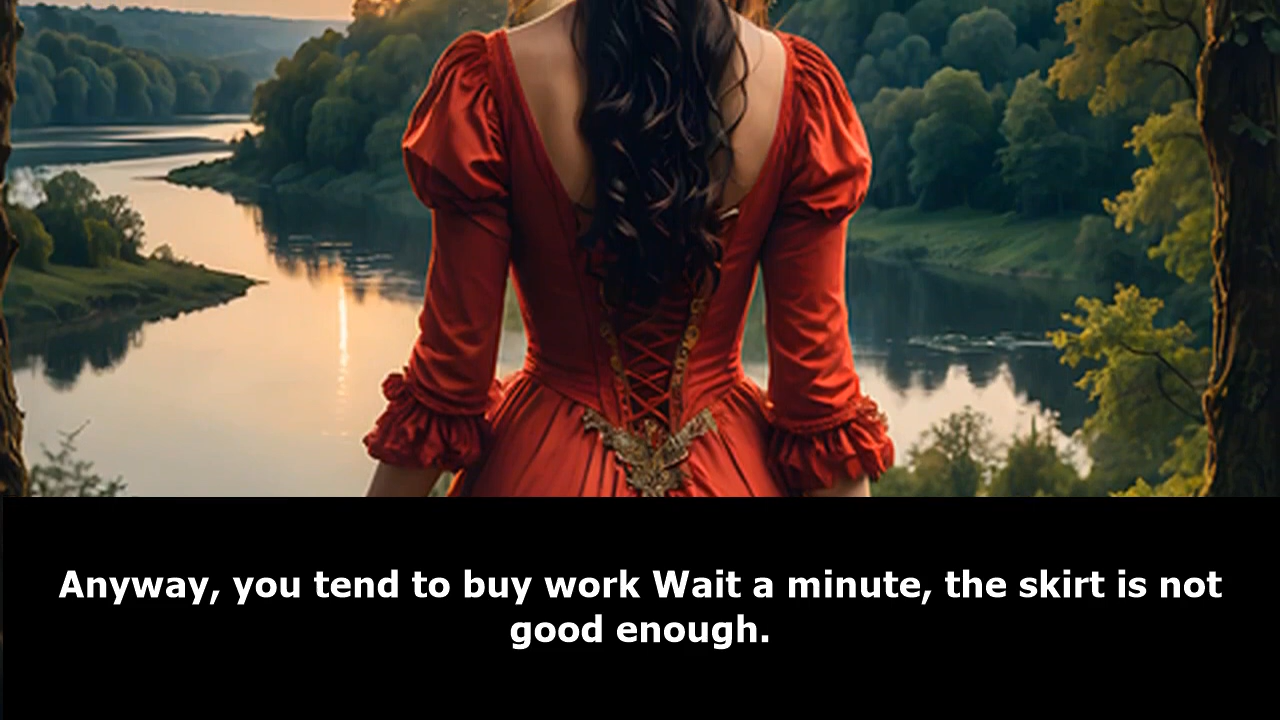 Anyway, you tend to buy work Wait a minute, the skirt is not
good enough.